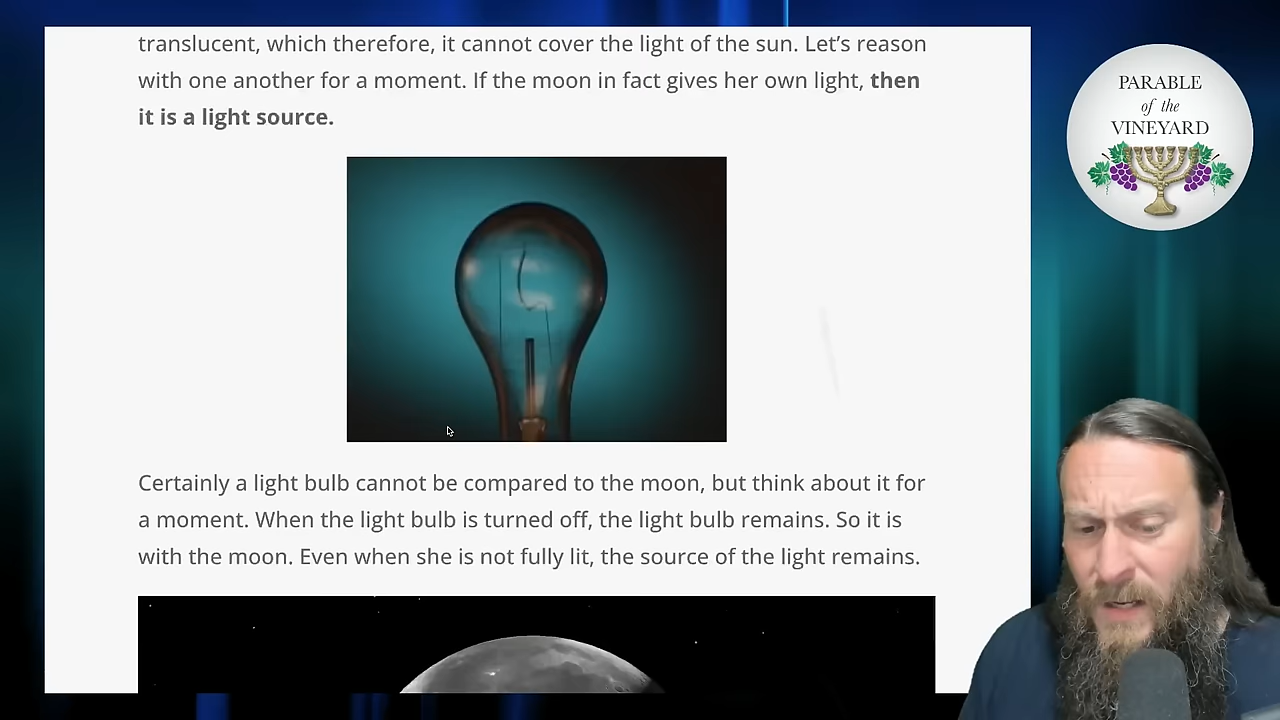 translucent, which therefore, it cannot cover the light of the sun. Let’s reason
with one another for a moment. If the moon in fact gives her own light, then
it is a light source.
PARABLE
of the
VINEYARD
Certainly a light bulb cannot be compared to the moon, but think about it for
a moment. When the light bulb is turned off, the light bulb remains. So it is
with the moon. Even when she is not fully lit, the source of the light remains.